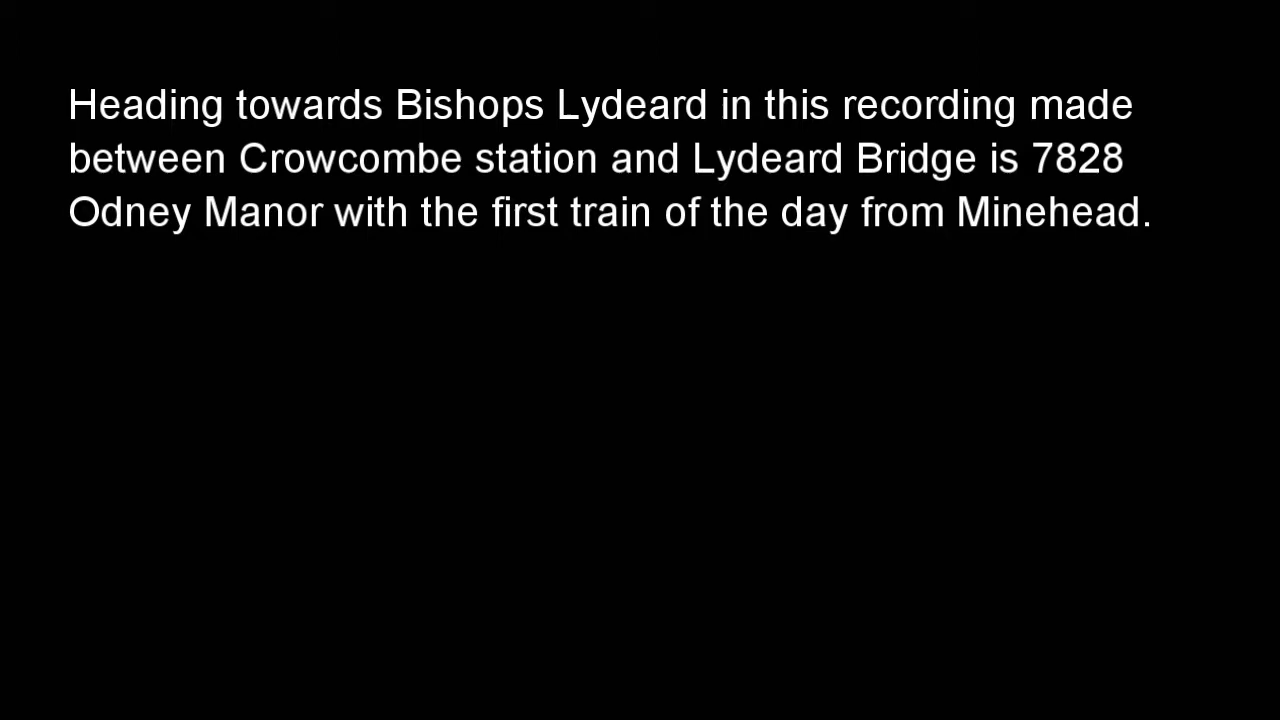 Heading towards Bishops Lydeard in this recording made
between Crowcombe station and Lydeard Bridge is 7828
Odney Manor with the first train of the day from Minehead.